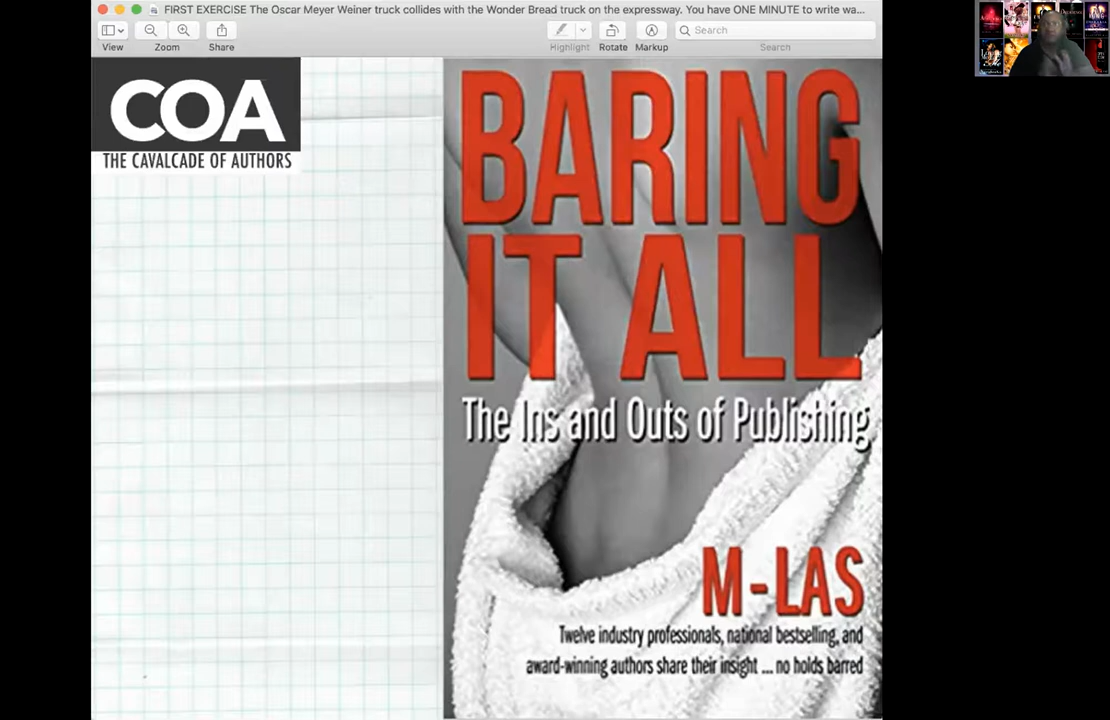 FIRST EXERCISE The Oscar Meyer Weiner truck collides with the Wonder Bread truck on the expressway. You have ONE MINUTE to write wa...
View
Zoom
Share
Highlight
Rotate
Markup
Search
Search
COA
THE CAVALCADE OF AUTHORS
BARING
IT ALL
The Ins and Outs of Publishing
M-LAS
Twelve industry professionals, national bestselling, and
award-winning authors share their insight ... no holds barred